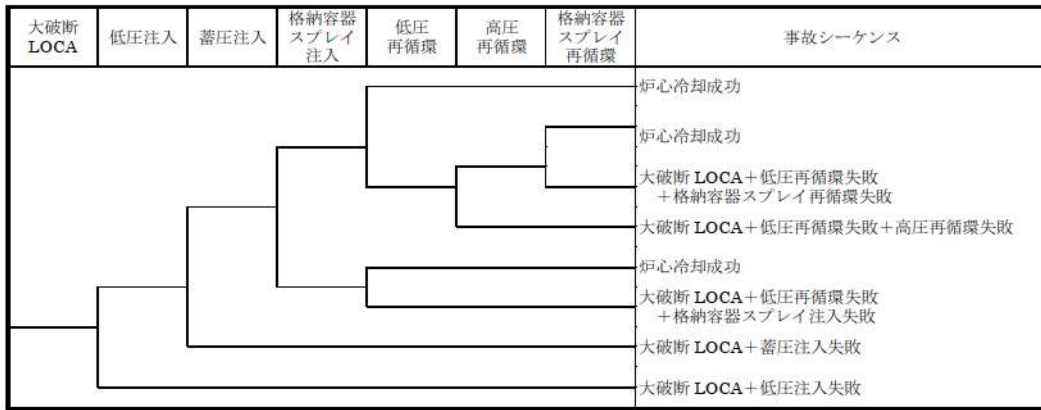 大破断
LOCA
低圧注入
蓄圧注入
格納容器
スプレイ
注入
低圧
再循環
高圧
再循環
格納容器
スプレイ
再循環
事故シーケンス
炉心冷却成功
炉心冷却成功
大破断 LOCA＋低圧再循環失敗
＋格納容器スプレイ再循環失敗
大破断 LOCA＋低圧再循環失敗＋高圧再循環失敗
炉心冷却成功
大破断 LOCA＋低圧再循環失敗
＋格納容器スプレイ注入失敗
大破断 LOCA＋蓄圧注入失敗
大破断 LOCA＋低圧注入失敗